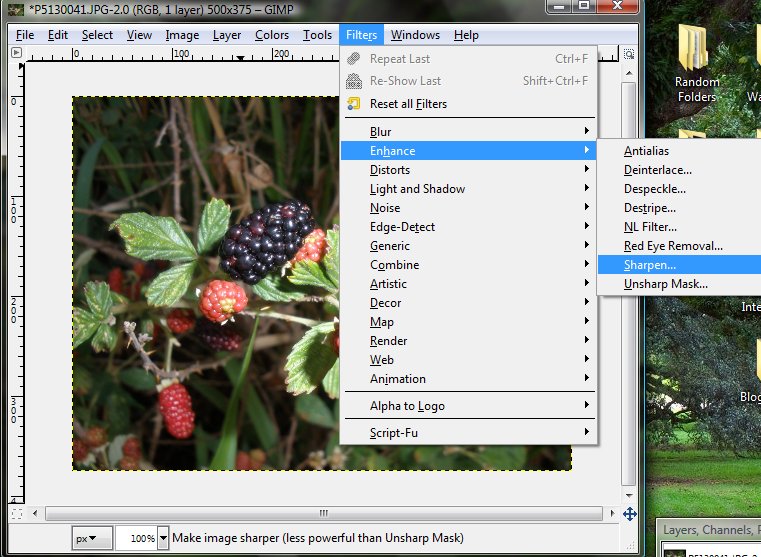 *P5130041.JPG-2.0 (RGB, 1 layer) 500x375 – GIMP
File Edit Select View Image Layer Colors Tools Filters Windows Help
0 100 200
0
100
200
300
4
Repeat Last Ctrl+F
Re-Show Last Shift+Ctrl+F
Reset all Filters
Blur
Enhance
Distorts
Light and Shadow
Noise
Edge-Detect
Generic
Combine
Artistic
Decor
Map
Render
Web
Animation
Alpha to Logo
Script-Fu
Antialias
Deinterlace...
Despeckle...
Destripe...
NL Filter...
Red Eye Removal...
Sharpen...
Unsharp Mask...
Random
Folders
Wa
Inte
Blog
px 100% Make image sharper (less powerful than Unsharp Mask)
Layers, Channels, P